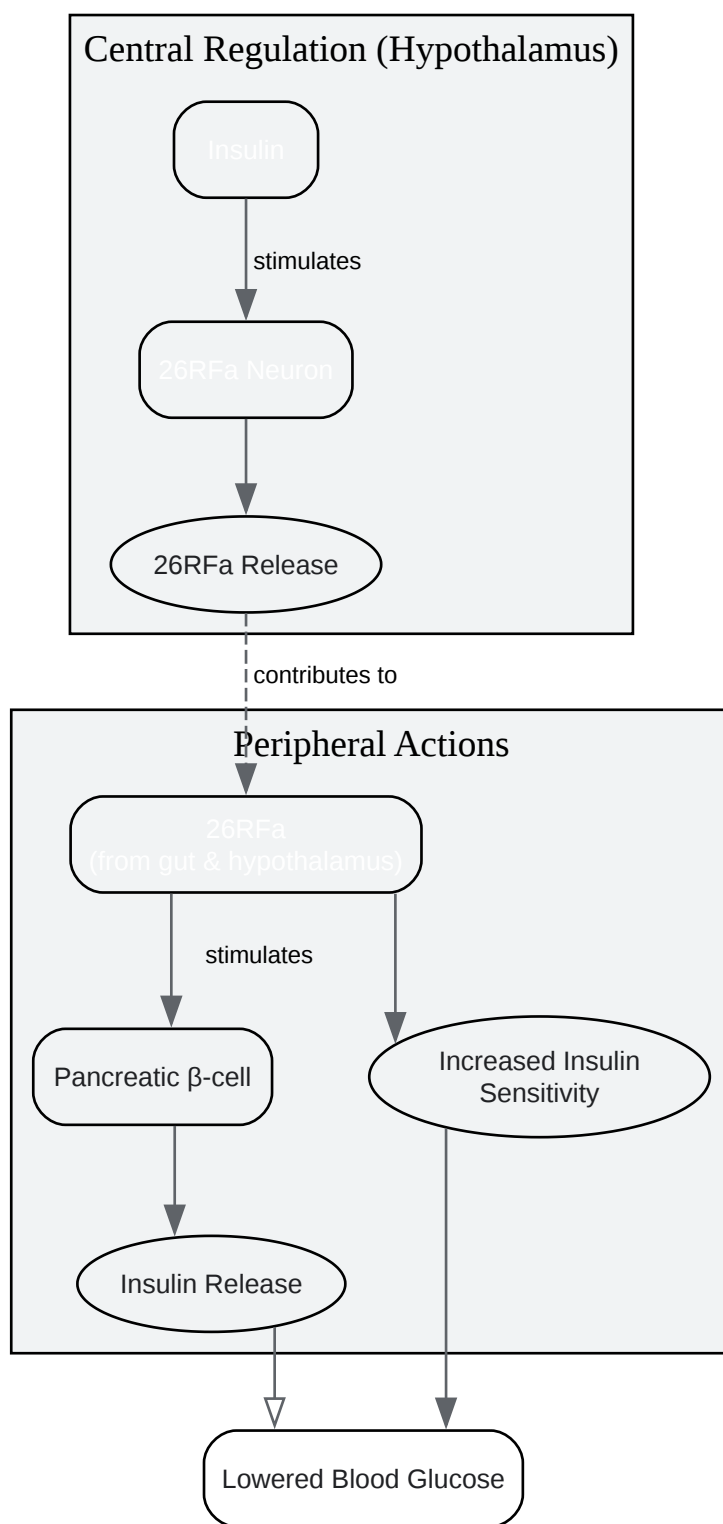 Central Regulation (Hypothalamus)
Insulin
stimulates
26RFa Neuron
26RFa Release
contributes to
Peripheral Actions
26RFa
(from gut & hypothalamus)
stimulates
Pancreatic β-cell
Increased Insulin
Sensitivity
Insulin Release
Lowered Blood Glucose